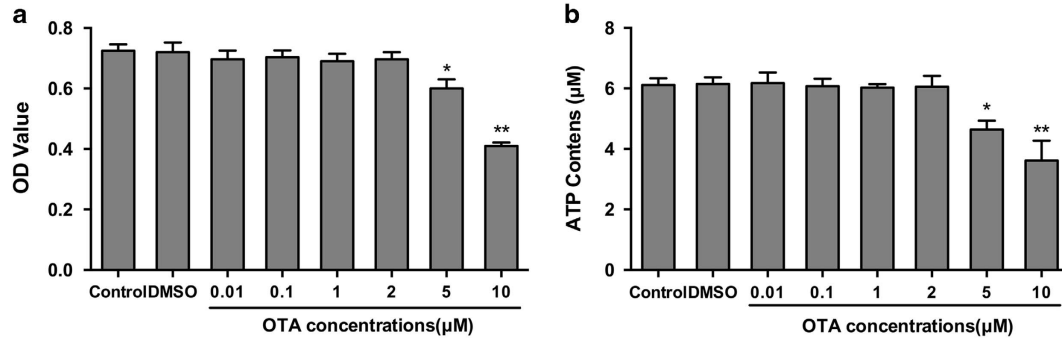 a
0.8
0.6
0.4
0.2
0.0
OD Value
*
**
Control DMSO 0.01 0.1 1 2 5 10
OTA concentrations(µM)
b
8
6
4
2
0
ATP Contens (µM)
*
**
Control DMSO 0.01 0.1 1 2 5 10
OTA concentrations(µM)